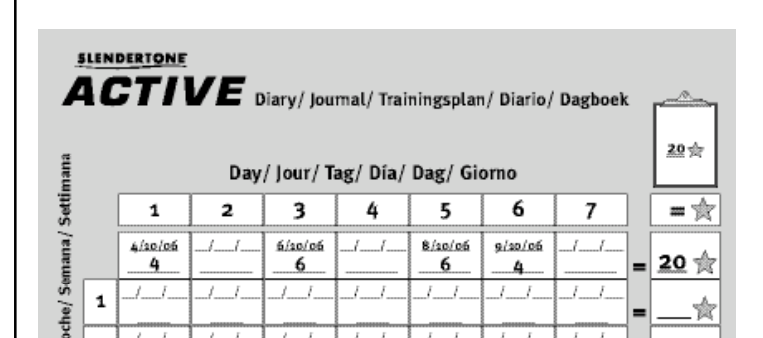 SLENDERTONE
ACTIVE Diary/ Journal/ Trainingsplan/ Diario/ Dagboek
20
Day/ Jour/ Tag/ Día/ Dag/ Giorno
oche/ Semana/ Settimana
1 2 3 4 5 6 7 =
4/10/06 _/_/_ 6/10/06 _/_/_ 8/10/06 9/10/06 _/_/_
4 6 6 4 = 20
1 _/_/_ _/_/_ _/_/_ _/_/_ _/_/_ _/_/_ _/_/_ = __